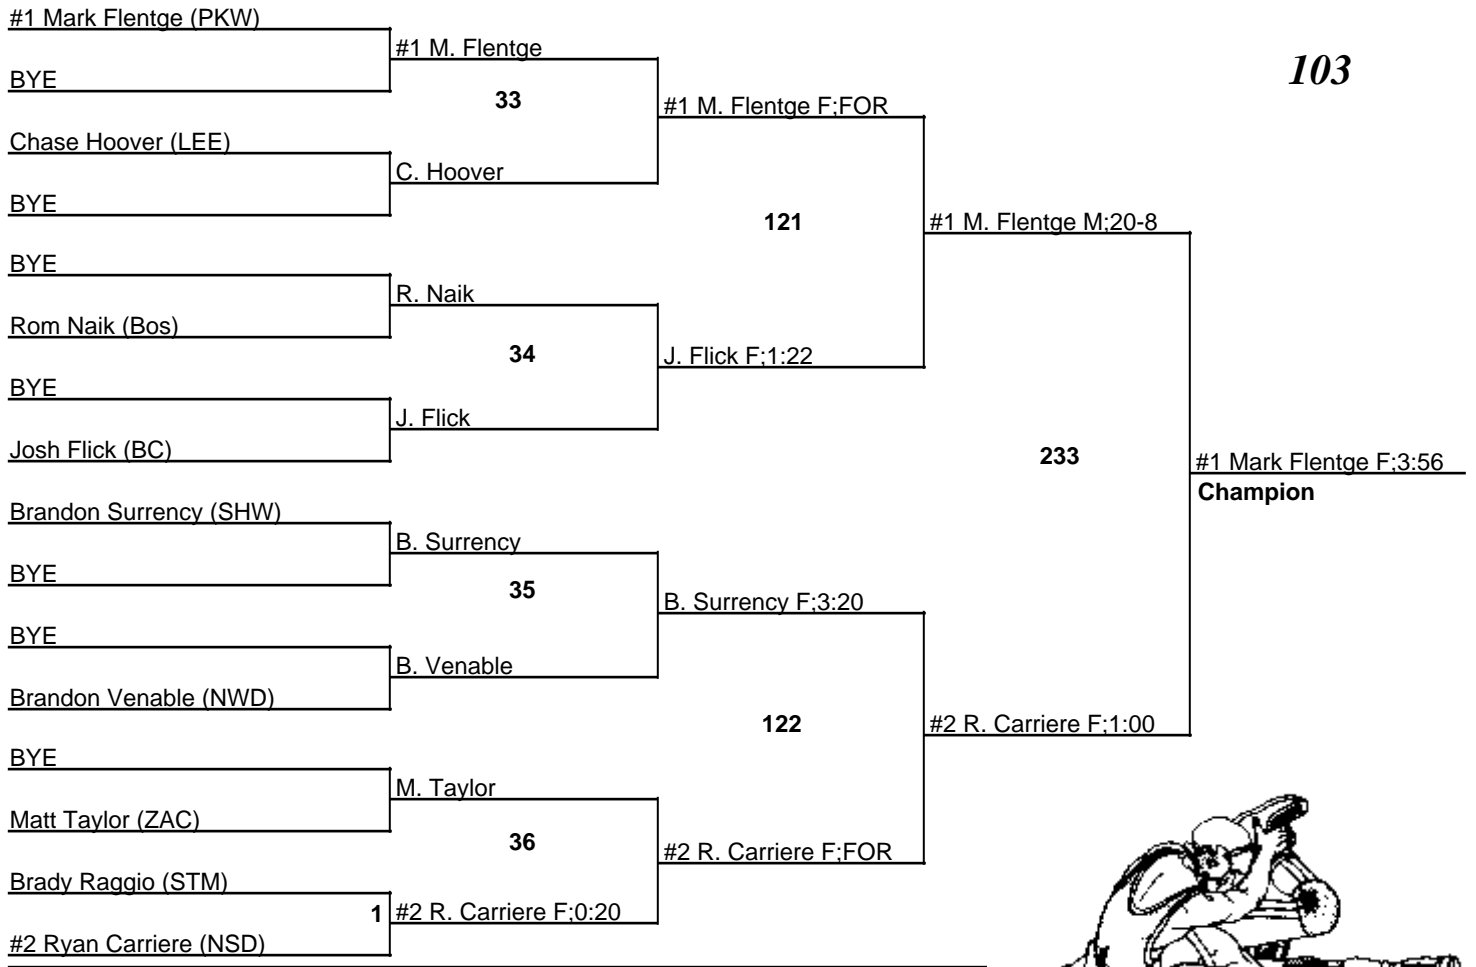 #1 Mark Flentge (PKW)
#1 M. Flentge
103
BYE
33
#1 M. Flentge F;FOR
Chase Hoover (LEE)
C. Hoover
BYE
121
#1 M. Flentge M;20-8
BYE
R. Naik
Rom Naik (Bos)
34
J. Flick F;1:22
BYE
J. Flick
Josh Flick (BC)
233
#1 Mark Flentge F;3:56
Champion
Brandon Surrency (SHW)
B. Surrency
BYE
35
B. Surrency F;3:20
BYE
B. Venable
Brandon Venable (NWD)
122
#2 R. Carriere F;1:00
BYE
M. Taylor
Matt Taylor (ZAC)
36
#2 R. Carriere F;FOR
Brady Raggio (STM)
1
#2 R. Carriere F;0:20
#2 Ryan Carriere (NSD)